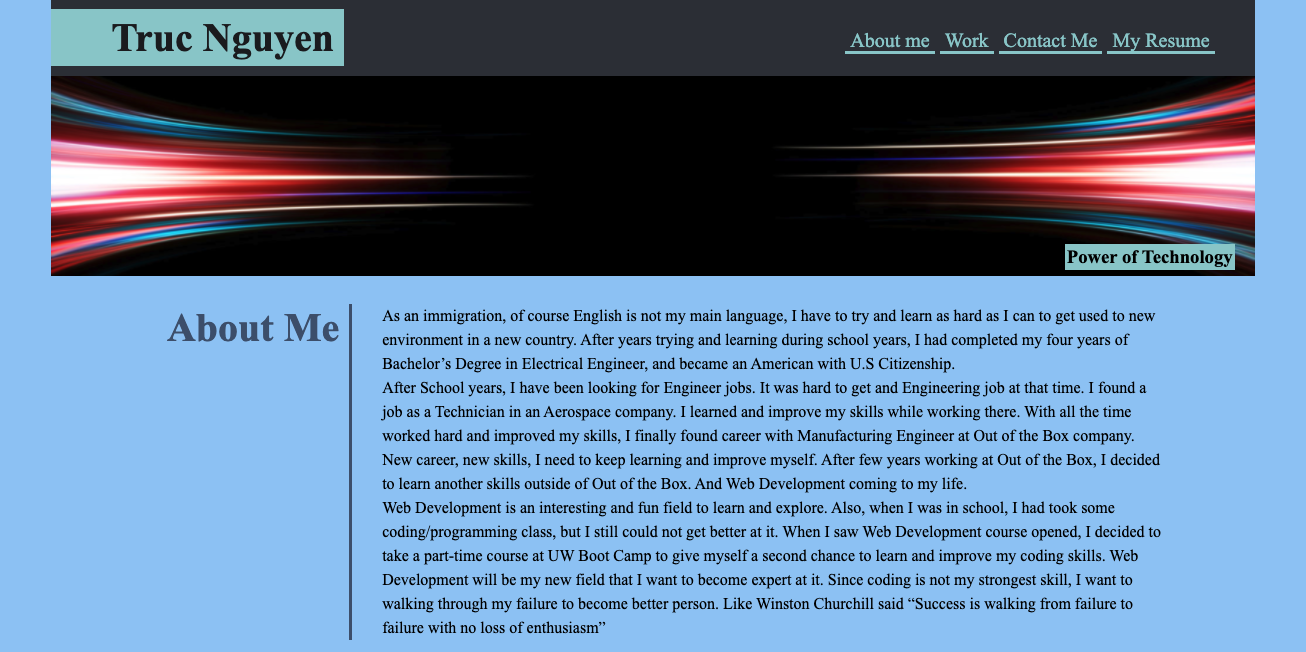 Truc Nguyen
About me Work Contact Me My Resume
Power of Technology
About Me
As an immigration, of course English is not my main language, I have to try and learn as hard as I can to get used to new
environment in a new country. After years trying and learning during school years, I had completed my four years of
Bachelor’s Degree in Electrical Engineer, and became an American with U.S Citizenship.
After School years, I have been looking for Engineer jobs. It was hard to get and Engineering job at that time. I found a
job as a Technician in an Aerospace company. I learned and improve my skills while working there. With all the time
worked hard and improved my skills, I finally found career with Manufacturing Engineer at Out of the Box company.
New career, new skills, I need to keep learning and improve myself. After few years working at Out of the Box, I decided
to learn another skills outside of Out of the Box. And Web Development coming to my life.
Web Development is an interesting and fun field to learn and explore. Also, when I was in school, I had took some
coding/programming class, but I still could not get better at it. When I saw Web Development course opened, I decided to
take a part-time course at UW Boot Camp to give myself a second chance to learn and improve my coding skills. Web
Development will be my new field that I want to become expert at it. Since coding is not my strongest skill, I want to
walking through my failure to become better person. Like Winston Churchill said “Success is walking from failure to
failure with no loss of enthusiasm”